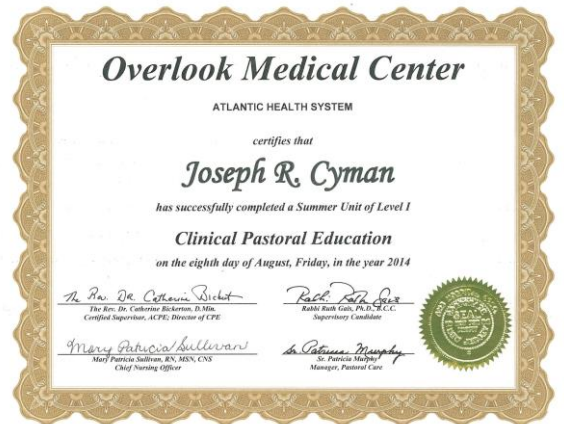 Overlook Medical Center
ATLANTIC HEALTH SYSTEM
certifies that
Joseph R. Cyman
has successfully completed a Summer Unit of Level I
Clinical Pastoral Education
on the eighth day of August, Friday, in the year 2014
The Rev. Dr. Catherine Bickert
The Rev. Dr. Catherine Bickerton, D.Min.
Certified Supervisor, ACPE; Director of CPE
Rabbi Ruth Gais
Rabbi Ruth Gais, Ph.D., B.C.C.
Supervisory Candidate
Mary Patricia Sullivan
Mary Patricia Sullivan, RN, MSN, CNS
Chief Nursing Officer
Sr. Patricia Murphy
Sr. Patricia Murphy
Manager, Pastoral Care
SEAL